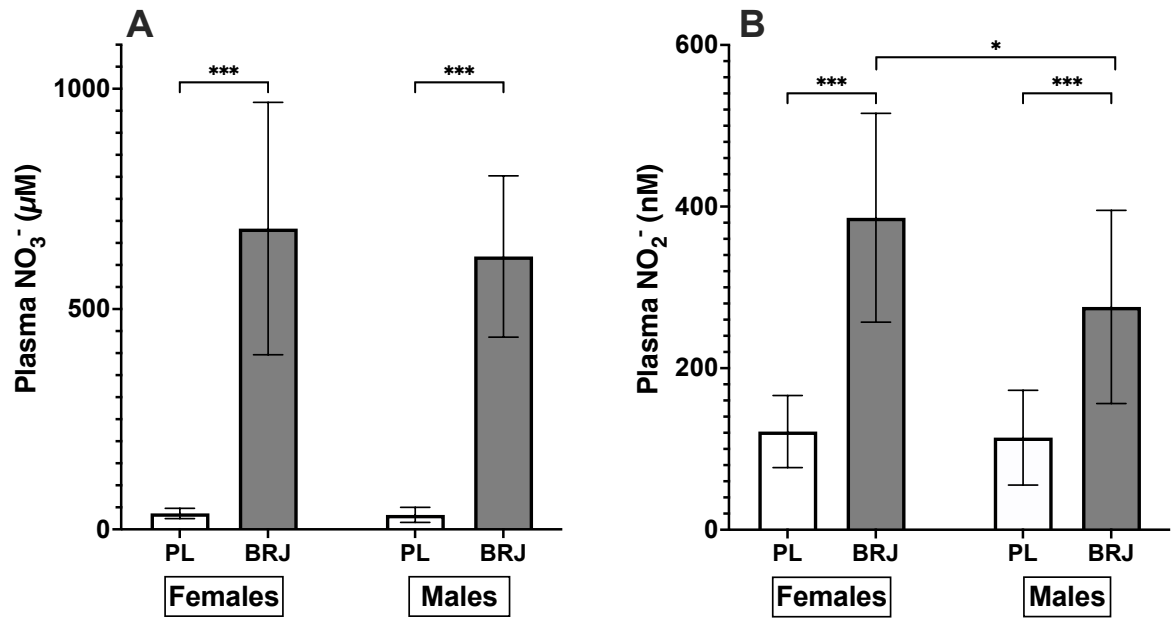 A
Plasma NO3- (µM)
1000
500
0
***
***
PL
BRJ
PL
BRJ
Females
Males
B
Plasma NO2- (nM)
600
400
200
0
*
***
***
PL
BRJ
PL
BRJ
Females
Males